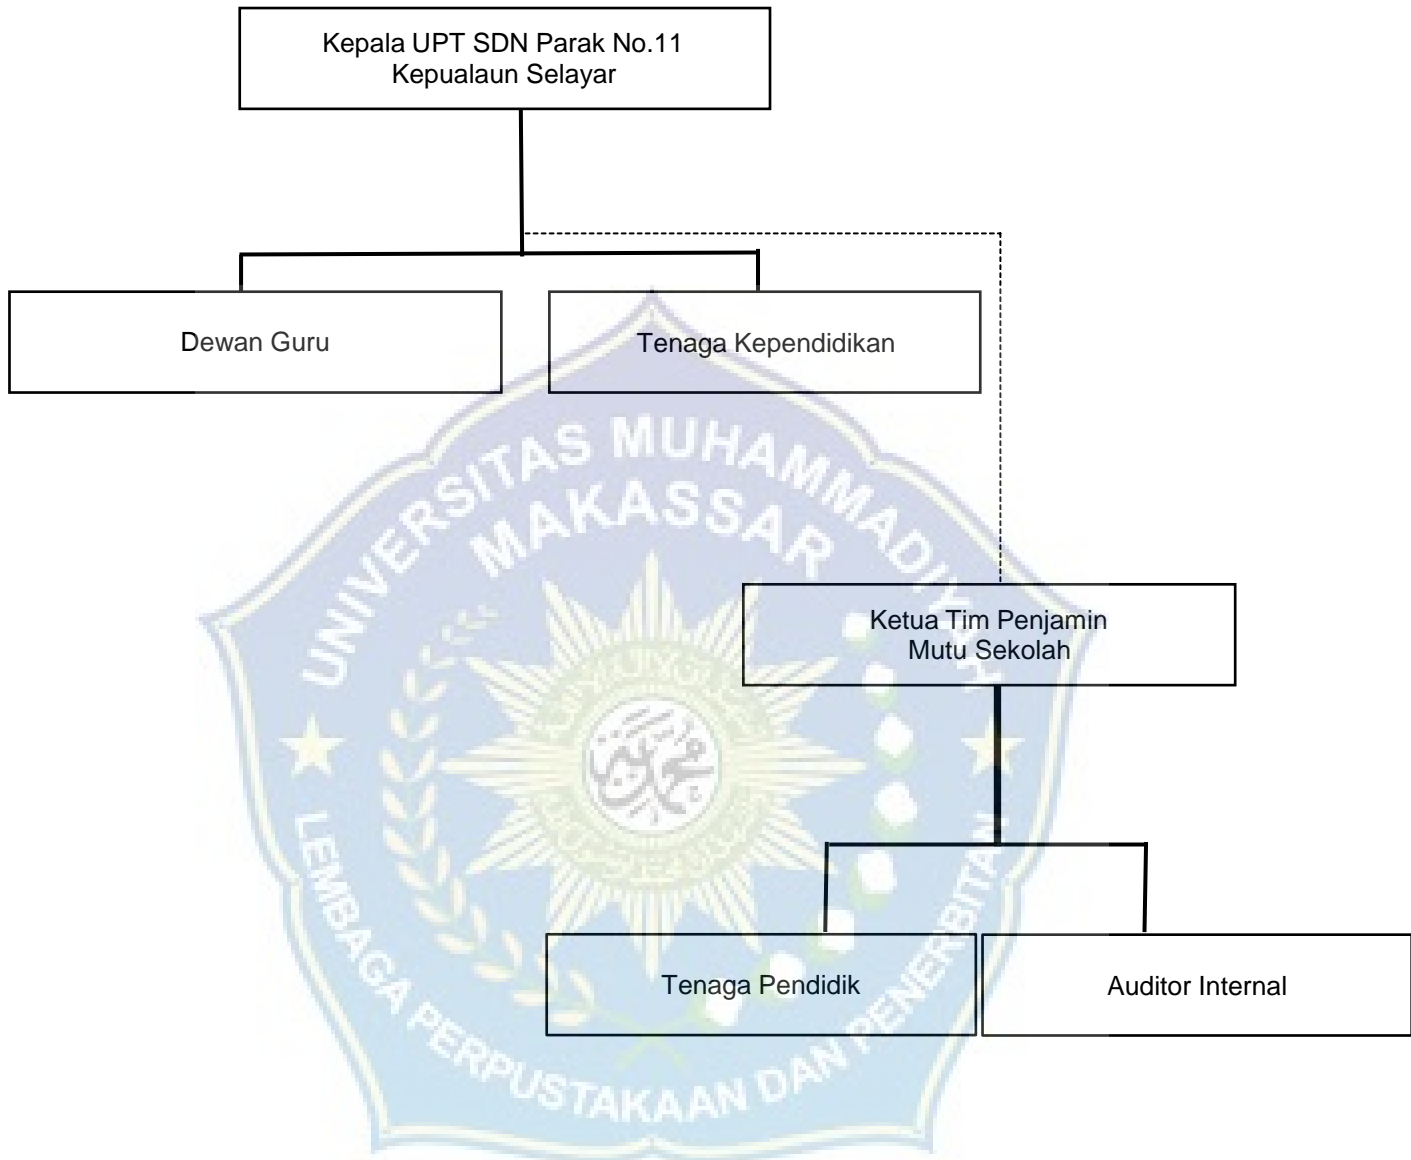 Kepala UPT SDN Parak No.11
Kepualaun Selayar
Dewan Guru
Tenaga Kependidikan
UNIVERSITAS MUHAMMADIYAH
MAKASSAR
Ketua Tim Penjamin
Mutu Sekolah
محمدية
Tenaga Pendidik
Auditor Internal
LEMBAGA PERPUSTAKAAN DAN PENERBITAN